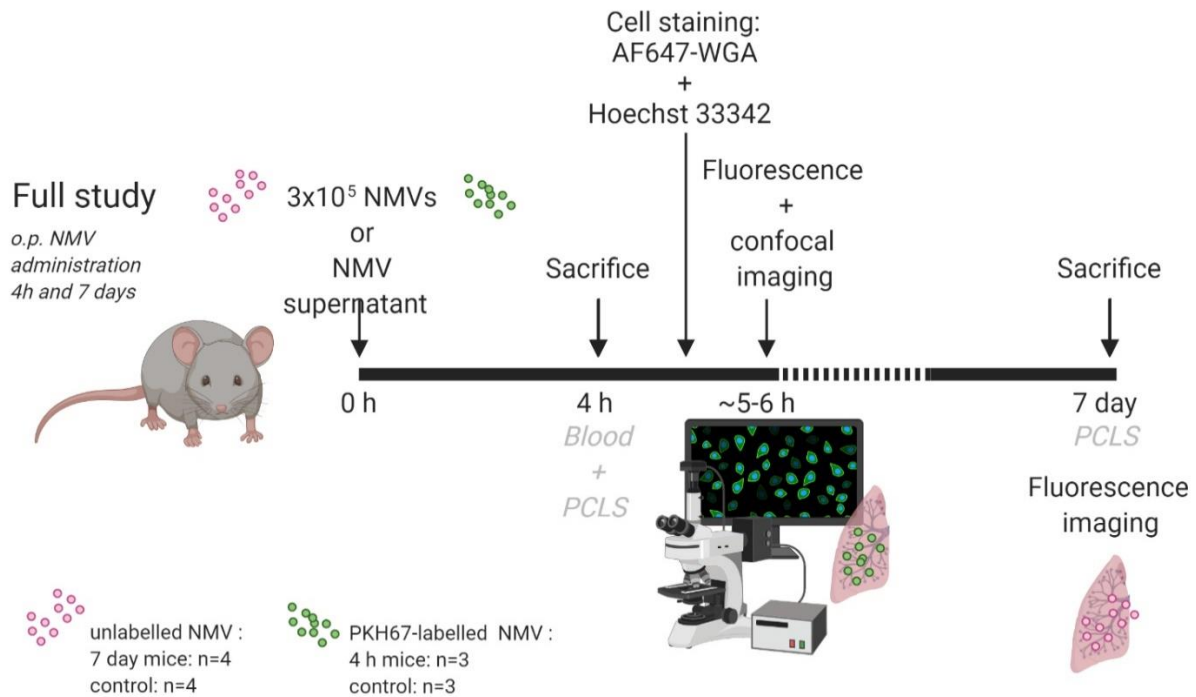 Cell staining:
AF647-WGA
+
Hoechst 33342
Full study
o.p. NMV
administration
4h and 7 days
3x10⁵ NMVs
or
NMV
supernatant
Sacrifice
Fluorescence
+
confocal
imaging
Sacrifice
0 h
4 h
Blood
+
PCLS
~5-6 h
7 day
PCLS
Fluorescence
imaging
unlabelled NMV :
7 day mice: n=4
control: n=4
PKH67-labelled NMV :
4 h mice: n=3
control: n=3